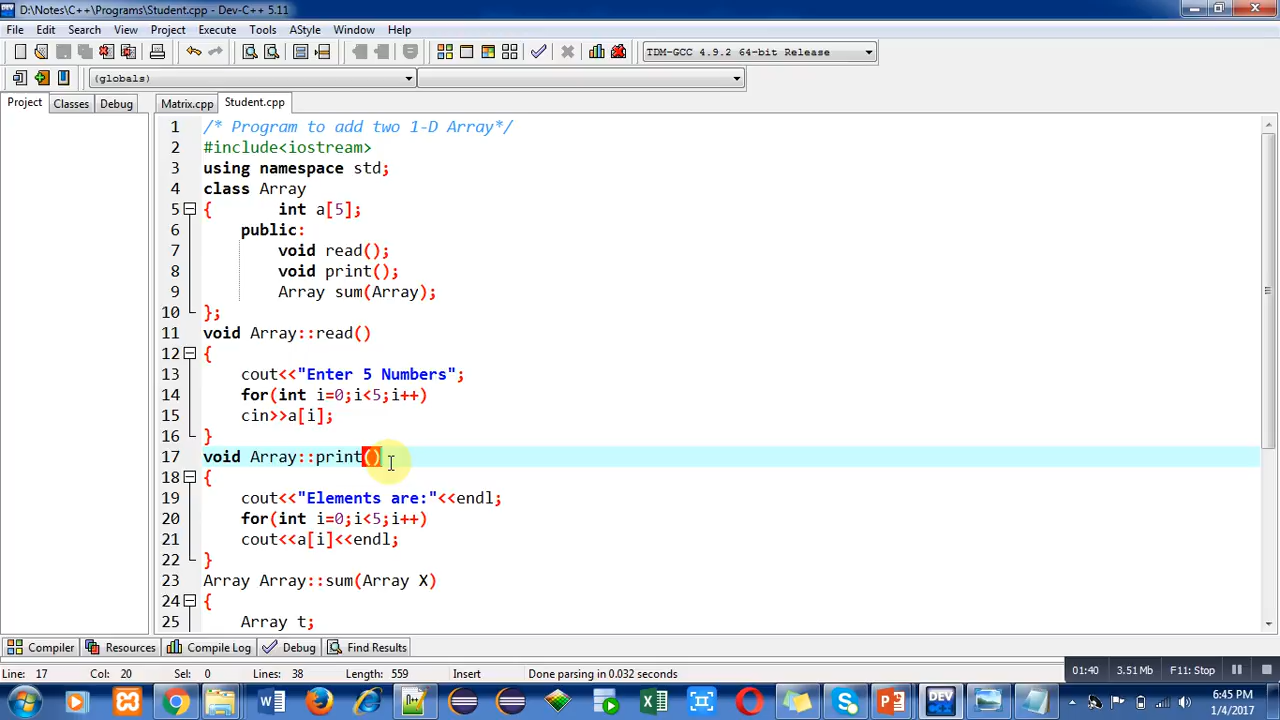 D:\Notes\C++\Programs\Student.cpp - Dev-C++ 5.11
File Edit Search View Project Execute Tools AStyle Window Help
TDM-GCC 4.9.2 64-bit Release
(globals)
Project Classes Debug Matrix.cpp Student.cpp
1 /* Program to add two 1-D Array*/
2 #include<iostream>
3 using namespace std;
4 class Array
5 { int a[5];
6 public:
7 void read();
8 void print();
9 Array sum(Array);
10 };
11 void Array::read()
12 {
13 cout<<"Enter 5 Numbers";
14 for(int i=0;i<5;i++)
15 cin>>a[i];
16 }
17 void Array::print()
18 {
19 cout<<"Elements are:"<<endl;
20 for(int i=0;i<5;i++)
21 cout<<a[i]<<endl;
22 }
23 Array Array::sum(Array X)
24 {
25 Array t;
Compiler Resources Compile Log Debug Find Results
Line: 17 Col: 20 Sel: 0 Lines: 38 Length: 559 Insert Done parsing in 0.032 seconds 01:40 3.51 Mb F11: Stop
DEV
6:45 PM
1/4/2017